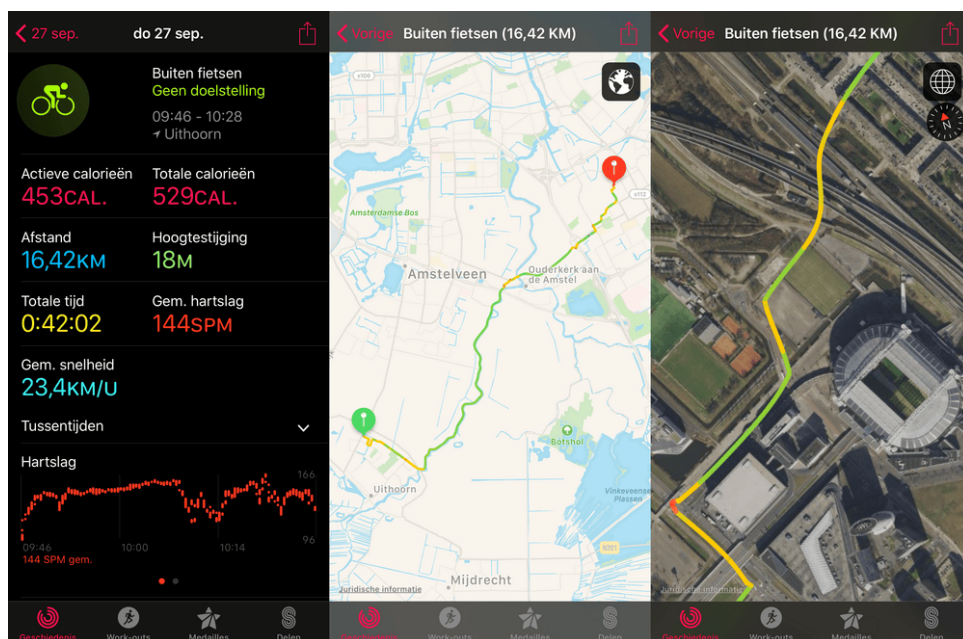 27 sep.
do 27 sep.
Buiten fietsen
Geen doelstelling
09:46 - 10:28
Uithoorn
Actieve calorieën
Totale calorieën
453CAL.
529CAL.
Afstand
Hoogtestijging
16,42KM
18M
Totale tijd
Gem. hartslag
0:42:02
144SPM
Gem. snelheid
23,4KM/U
Tussentijden
Hartslag
166
09:46
10:00
10:14
96
144 SPM gem.
Geschiedenis
Work-outs
Medailles
Delen
Vorige
Buiten fietsen (16,42 KM)
s100
s112
Amsterdamse Bos
Amstelveen
Ouderkerk aan
de Amstel
Botshol
Uithoorn
Vinkeveense
Plassen
N201
Mijdrecht
Juridische informatie
Geschiedenis
Work-outs
Medailles
Delen
Vorige
Buiten fietsen (16,42 KM)
N
Juridische informatie
Geschiedenis
Work-outs
Medailles
Delen